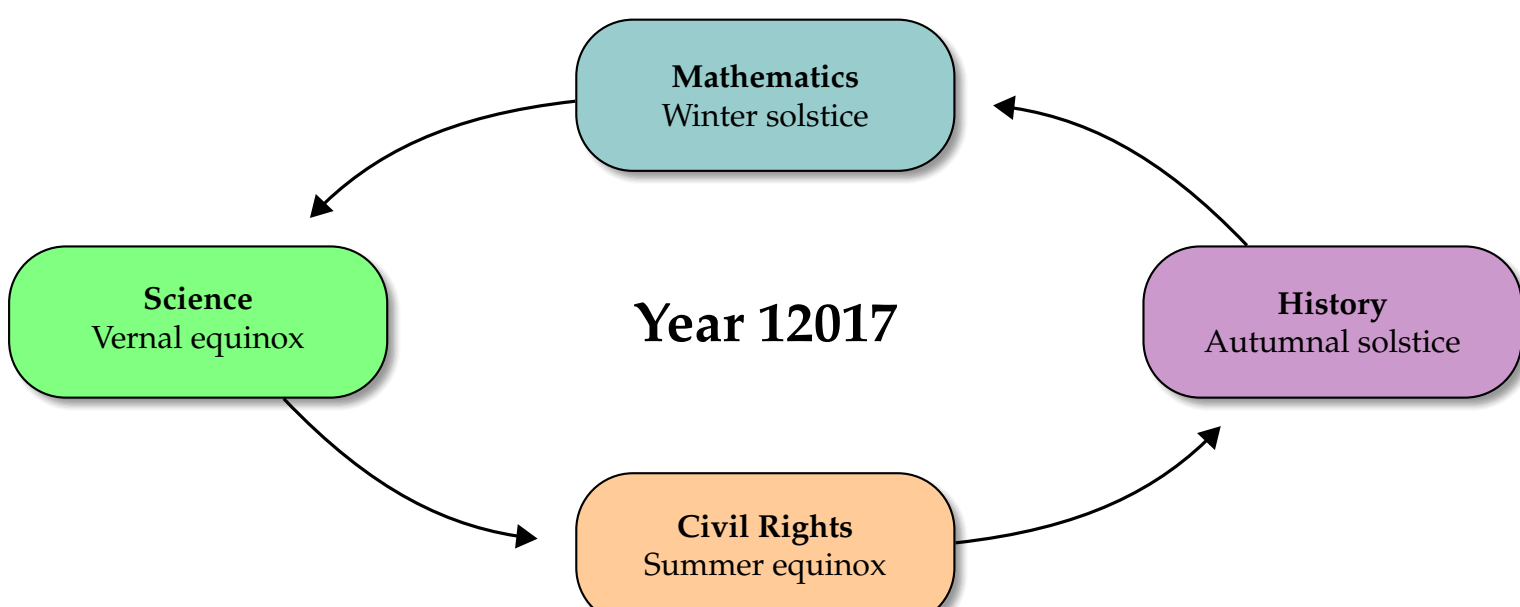 Mathematics
Winter solstice
Science
Vernal equinox
Year 12017
History
Autumnal solstice
Civil Rights
Summer equinox